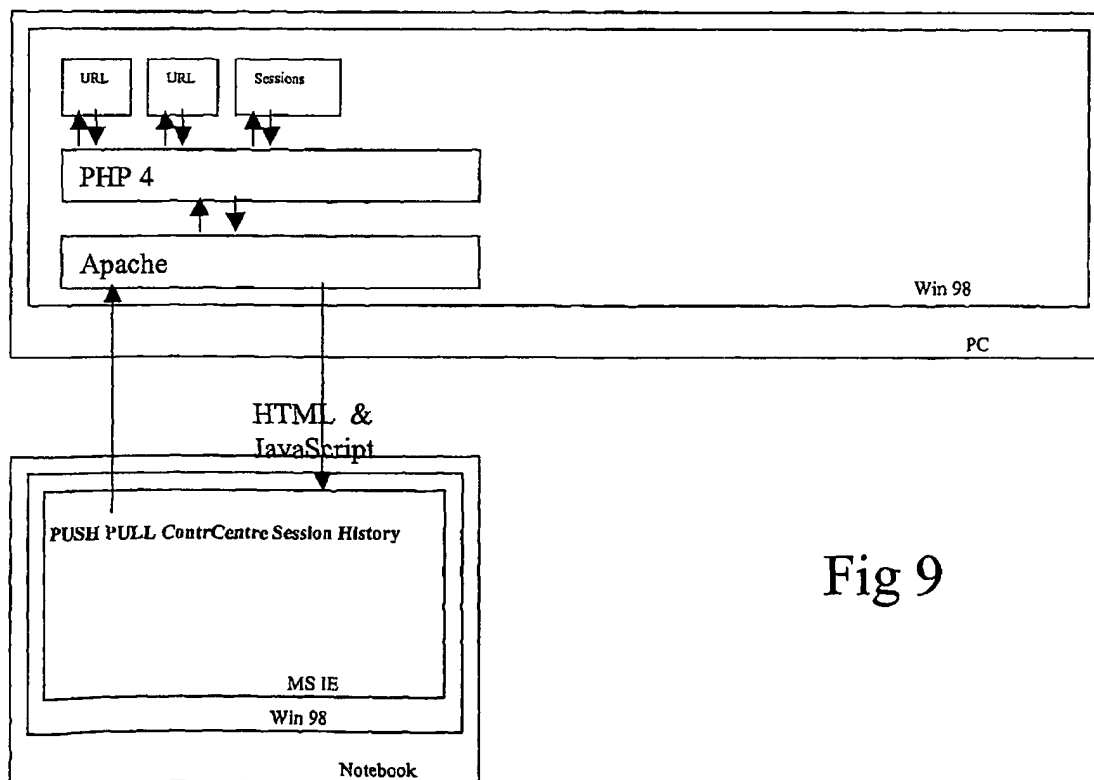 URL
URL
Sessions
PHP 4
Apache
Win 98
PC
HTML &
JavaScript
PUSH PULL ContrCentre Session History
MS IE
Win 98
Notebook
Fig 9